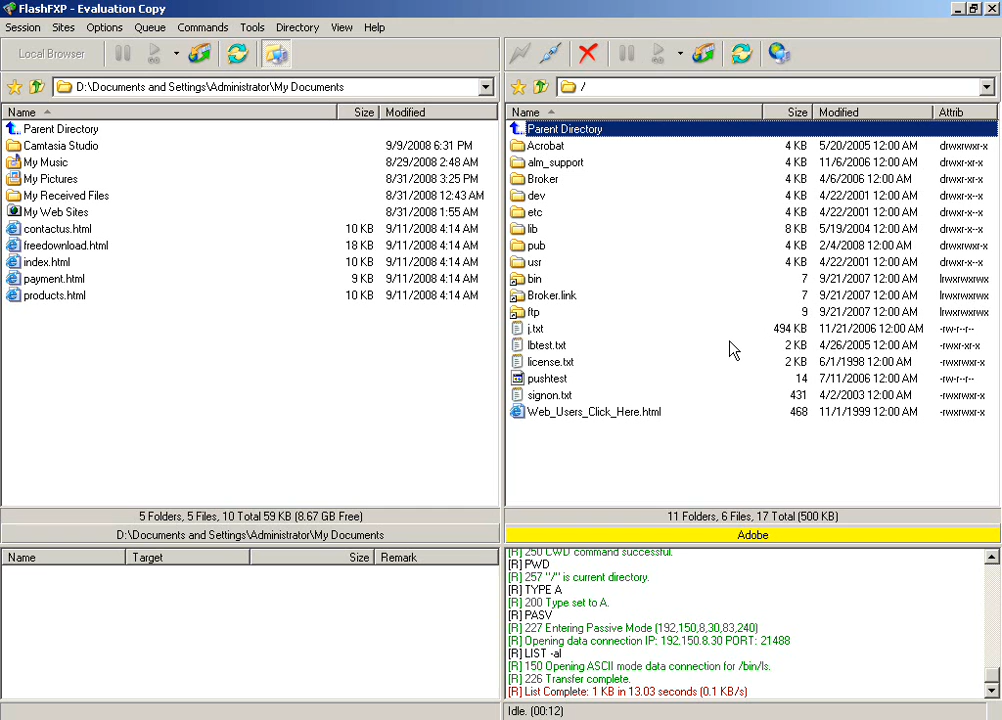 FlashFXP - Evaluation Copy
Session Sites Options Queue Commands Tools Directory View Help
Local Browser
D:\Documents and Settings\Administrator\My Documents
Name Size Modified
Parent Directory
Camtasia Studio 9/9/2008 6:31 PM
My Music 8/29/2008 2:48 AM
My Pictures 8/31/2008 3:25 PM
My Received Files 8/31/2008 12:43 AM
My Web Sites 8/31/2008 1:55 AM
contactus.html 10 KB 9/11/2008 4:14 AM
freedownload.html 18 KB 9/11/2008 4:14 AM
index.html 10 KB 9/11/2008 4:14 AM
payment.html 9 KB 9/11/2008 4:14 AM
products.html 10 KB 9/11/2008 4:14 AM
5 Folders, 5 Files, 10 Total 59 KB (8.67 GB Free)
D:\Documents and Settings\Administrator\My Documents
Name Target Size Remark
/
Name Size Modified Attrib
Parent Directory
Acrobat 4 KB 5/20/2005 12:00 AM drwxrwxr-x
alm_support 4 KB 11/6/2006 12:00 AM drwxr-xr-x
Broker 4 KB 4/6/2006 12:00 AM drwxr-xr-x
dev 4 KB 4/22/2001 12:00 AM drwxr-x--x
etc 4 KB 4/22/2001 12:00 AM drwxr-x--x
lib 8 KB 5/19/2004 12:00 AM drwxr-x--x
pub 4 KB 2/4/2008 12:00 AM drwxr-xr-x
usr 4 KB 4/22/2001 12:00 AM drwxr-x--x
bin 7 9/21/2007 12:00 AM lrwxrwxrwx
Broker.link 7 9/21/2007 12:00 AM lrwxrwxrwx
ftp 9 9/21/2007 12:00 AM lrwxrwxrwx
j.txt 494 KB 11/21/2006 12:00 AM -rw-r--r--
lbtest.txt 2 KB 4/26/2005 12:00 AM -rwxr-xr-x
license.txt 2 KB 6/1/1998 12:00 AM -rwxrwxr-x
pushtest 14 7/11/2006 12:00 AM -rw-r--r--
signon.txt 431 4/2/2003 12:00 AM -rwxrwxr-x
Web_Users_Click_Here.html 468 11/1/1999 12:00 AM -rwxrwxr-x
11 Folders, 6 Files, 17 Total (500 KB)
Adobe
[R] 250 CWD command successful.
[R] PWD
[R] 257 "/" is current directory.
[R] TYPE A
[R] 200 Type set to A.
[R] PASV
[R] 227 Entering Passive Mode (192,150,8,30,83,240)
[R] Opening data connection IP: 192.150.8.30 PORT: 21488
[R] LIST -al
[R] 150 Opening ASCII mode data connection for /bin/ls.
[R] 226 Transfer complete.
[R] List Complete: 1 KB in 13.03 seconds (0.1 KB/s)
Idle. (00:12)